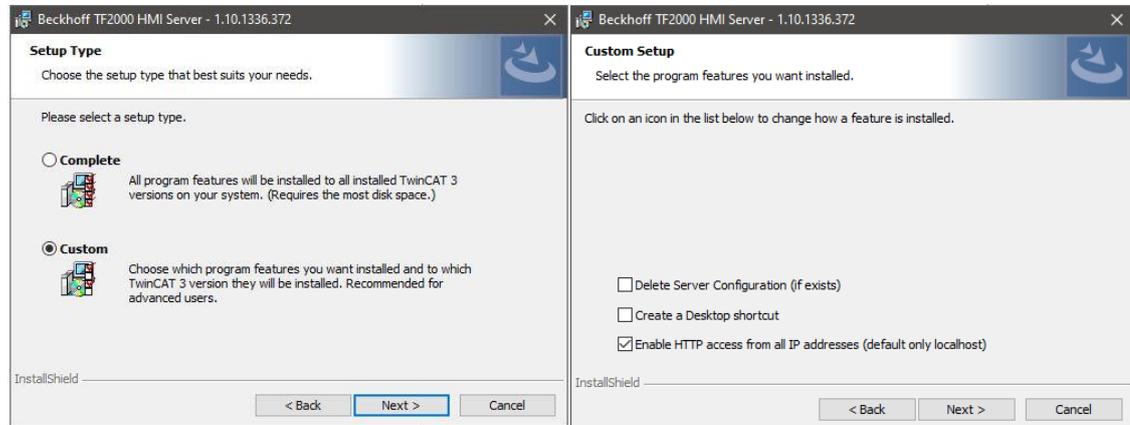 Beckhoff TF2000 HMI Server - 1.10.1336.372
Setup Type
Choose the setup type that best suits your needs.
Please select a setup type.
Complete
All program features will be installed to all installed TwinCAT 3
versions on your system. (Requires the most disk space.)
Custom
Choose which program features you want installed and to which
TwinCAT 3 version they will be installed. Recommended for
advanced users.
InstallShield
< Back
Next >
Cancel
Beckhoff TF2000 HMI Server - 1.10.1336.372
Custom Setup
Select the program features you want installed.
Click on an icon in the list below to change how a feature is installed.
Delete Server Configuration (if exists)
Create a Desktop shortcut
Enable HTTP access from all IP addresses (default only localhost)
InstallShield
< Back
Next >
Cancel